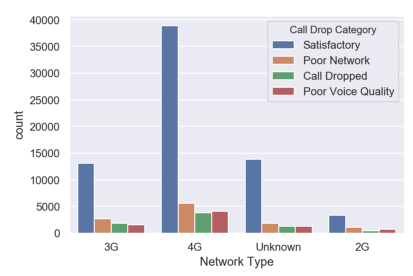 40000
35000
30000
25000
20000
15000
10000
5000
0
count
Call Drop Category
Satisfactory
Poor Network
Call Dropped
Poor Voice Quality
3G
4G
Unknown
2G
Network Type